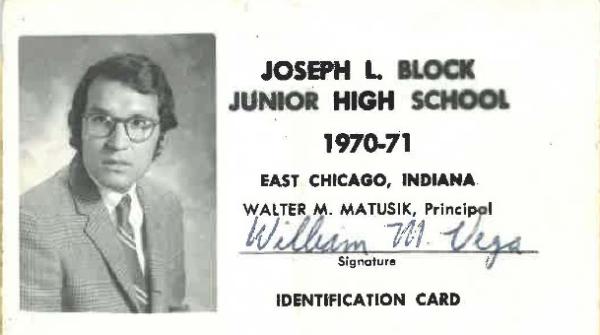 JOSEPH L. BLOCK
JUNIOR HIGH SCHOOL
1970-71
EAST CHICAGO, INDIANA
WALTER M. MATUSIK, Principal
William M. Vega
Signature
IDENTIFICATION CARD